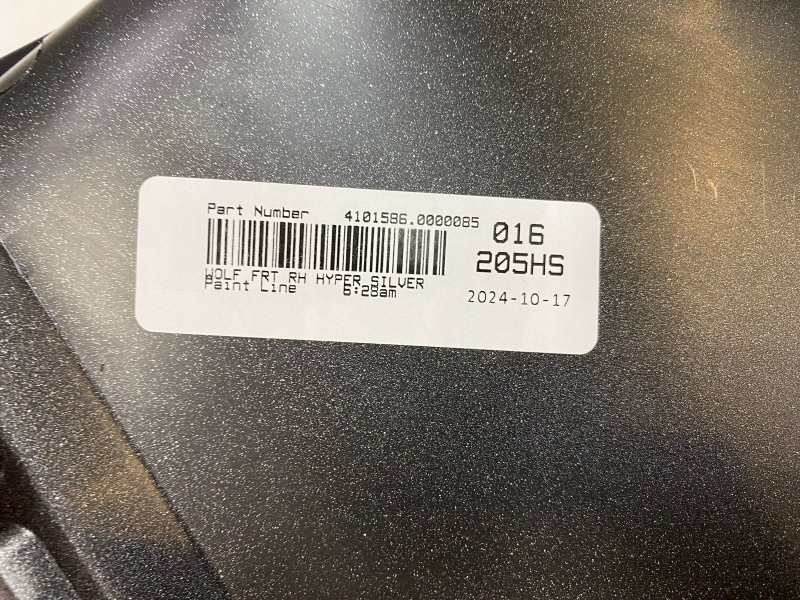 Part Number 4101586.0000085
016
205HS
WOLF FRT RH HYPER SILVER
Paint Line 6:28am
2024-10-17